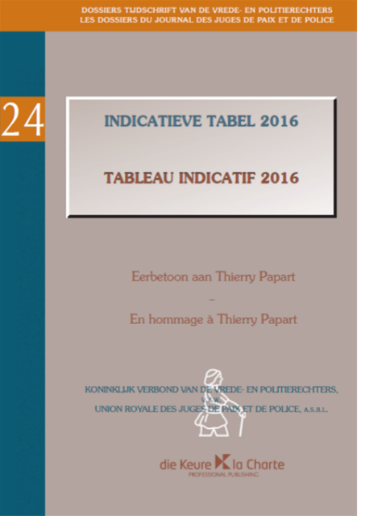 DOSSIERS TIJDSCHRIFT VAN DE VREDE- EN POLITIERECHTERS
LES DOSSIERS DU JOURNAL DES JUGES DE PAIX ET DE POLICE
24
INDICATIEVE TABEL 2016
TABLEAU INDICATIF 2016
Eerbetoon aan Thierry Papart
–
En hommage à Thierry Papart
KONINKLIJK VERBOND VAN DE VREDE- EN POLITIERECHTERS,
UNION ROYALE DES JUGES DE PAIX ET DE POLICE, A.S.B.L.
die Keure la Charte
PROFESSIONAL PUBLISHING